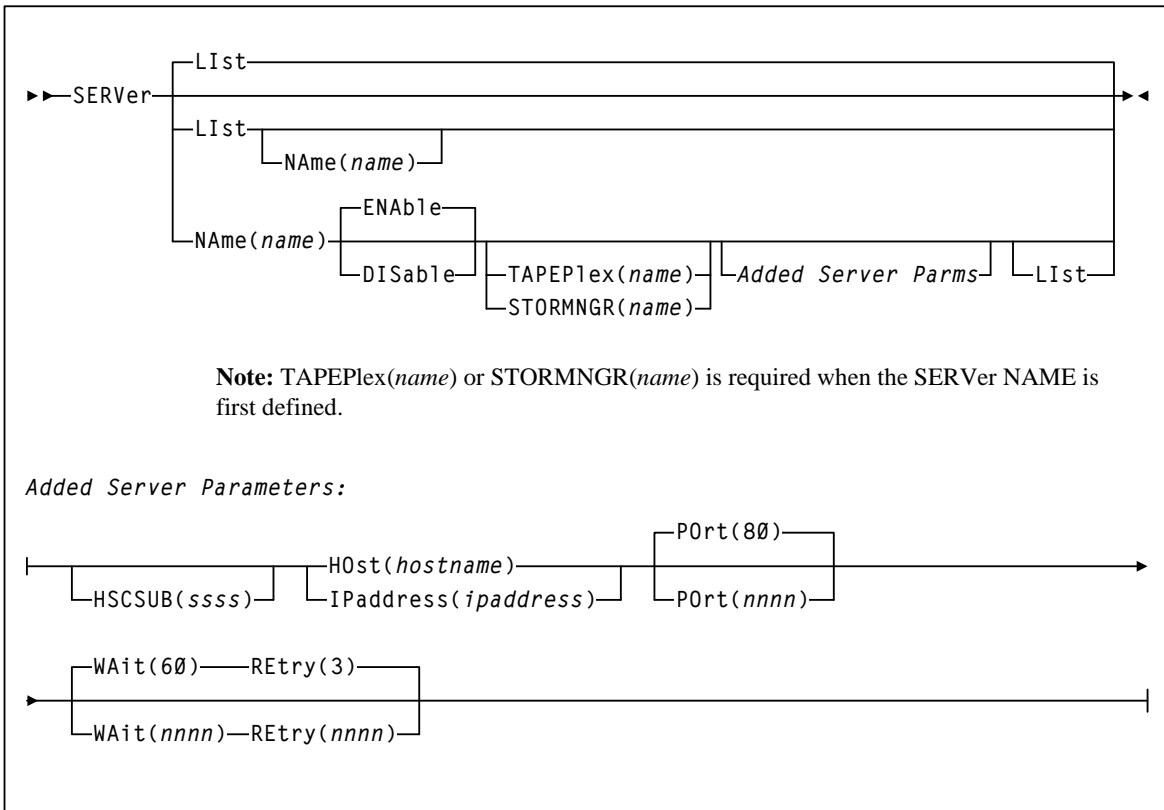 LIst
SERVer
LIst
NAme(name)
ENAble
NAme(name)
DISable
TAPEPlex(name)
STORMNGR(name)
Added Server Parms
LIst
Note: TAPEPlex(name) or STORMNGR(name) is required when the SERVer NAME is
first defined.
Added Server Parameters:
HSCSUB(ssss)
HOst(hostname)
IPaddress(ipaddress)
POrt(8Ø)
POrt(nnnn)
WAit(6Ø) REtry(3)
WAit(nnnn) REtry(nnnn)